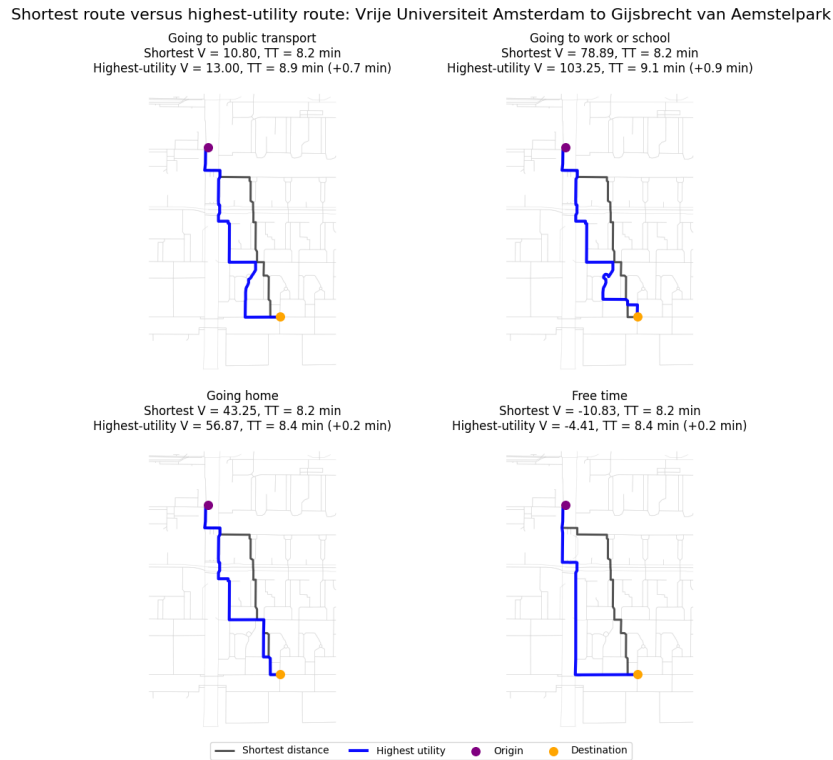 Shortest route versus highest-utility route: Vrije Universiteit Amsterdam to Gijsbrecht van Aemstelpark
Going to public transport
Shortest V = 10.80, TT = 8.2 min
Highest-utility V = 13.00, TT = 8.9 min (+0.7 min)
Going to work or school
Shortest V = 78.89, TT = 8.2 min
Highest-utility V = 103.25, TT = 9.1 min (+0.9 min)
Going home
Shortest V = 43.25, TT = 8.2 min
Highest-utility V = 56.87, TT = 8.4 min (+0.2 min)
Free time
Shortest V = -10.83, TT = 8.2 min
Highest-utility V = -4.41, TT = 8.4 min (+0.2 min)
Shortest distance Highest utility Origin Destination